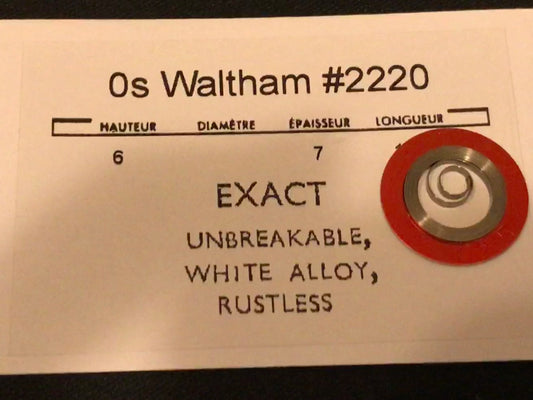 0s Waltham #2220
HAUTEUR DIAMÈTRE ÉPAISSEUR LONGUEUR
6 7
EXACT
UNBREAKABLE,
WHITE ALLOY,
RUSTLESS